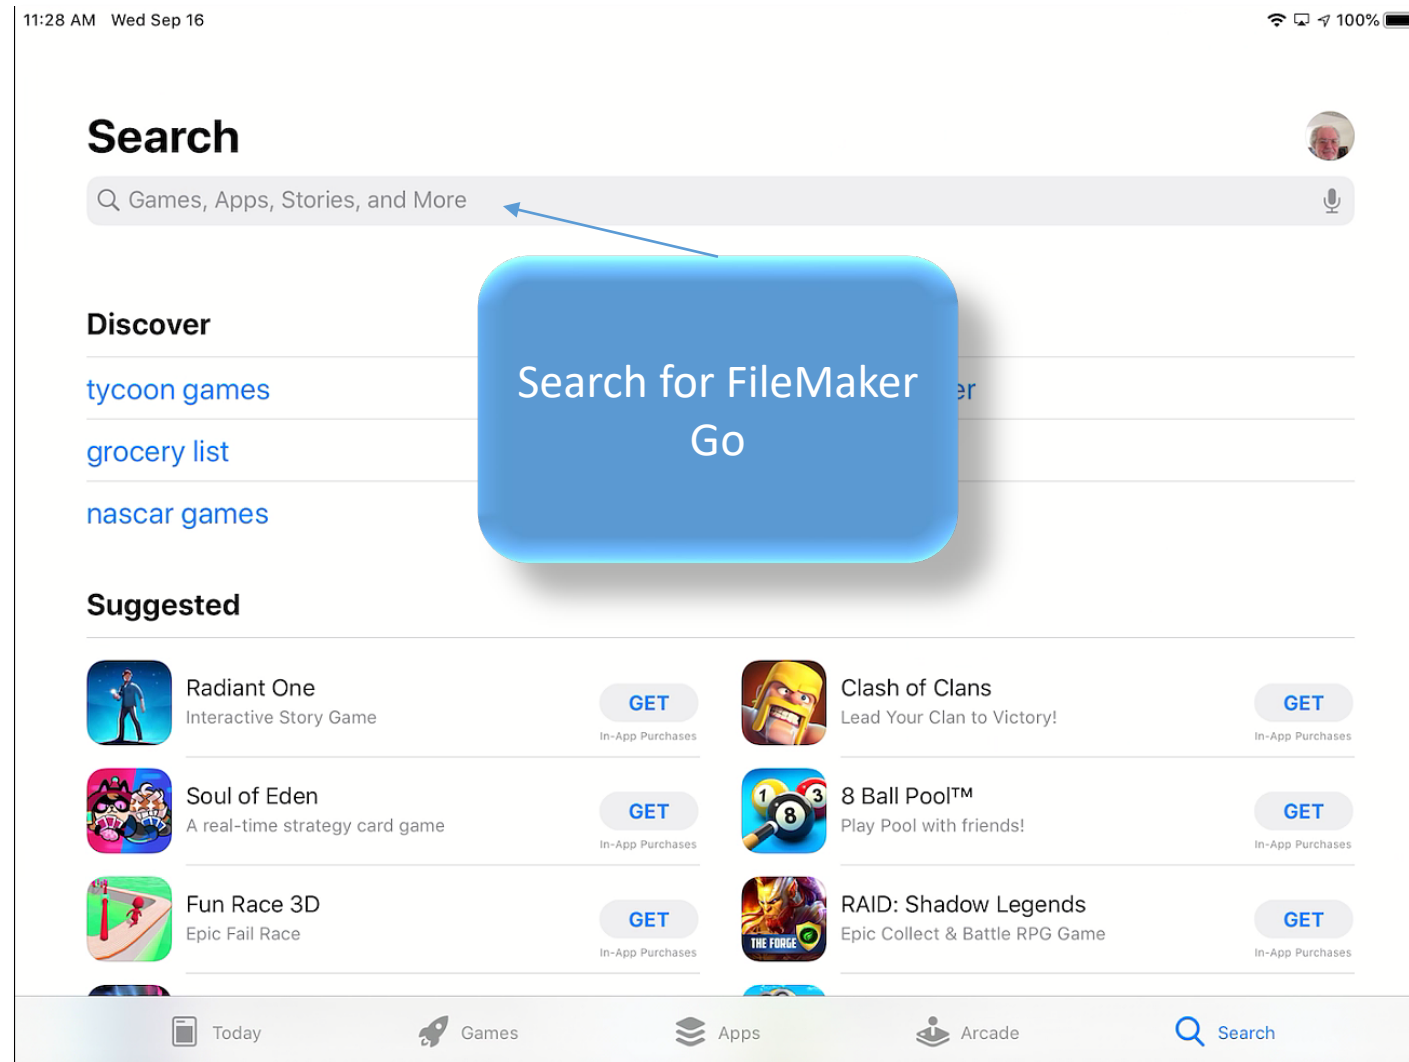 11:28 AM Wed Sep 16
100%
Search
Games, Apps, Stories, and More
Discover
tycoon games
grocery list
nascar games
Search for FileMaker
Go
Suggested
Radiant One
Interactive Story Game
GET
In-App Purchases
Clash of Clans
Lead Your Clan to Victory!
GET
In-App Purchases
Soul of Eden
A real-time strategy card game
GET
In-App Purchases
1 3
8
8 Ball Pool™
Play Pool with friends!
GET
In-App Purchases
Fun Race 3D
Epic Fail Race
GET
In-App Purchases
THE FORGE
RAID: Shadow Legends
Epic Collect & Battle RPG Game
GET
In-App Purchases
Today Games Apps Arcade Search